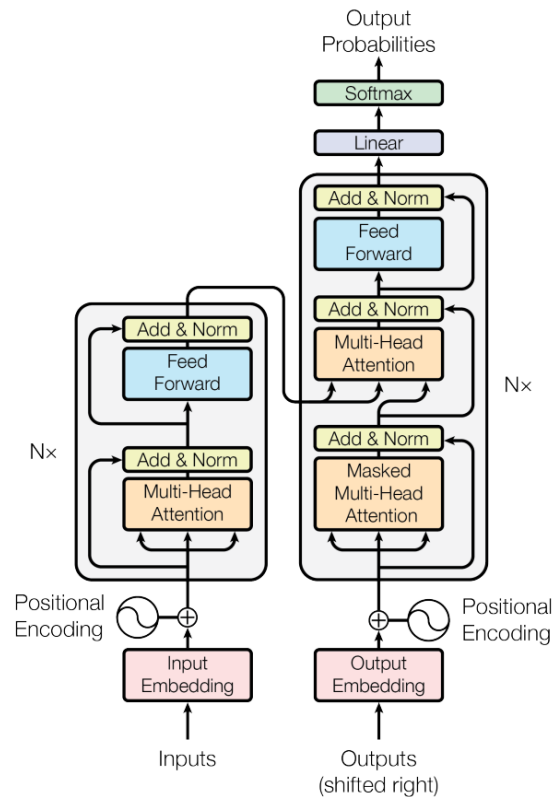 Output
Probabilities
Softmax
Linear
Add & Norm
Feed
Forward
Add & Norm
Multi-Head
Attention
Add & Norm
Masked
Multi-Head
Attention
N×
Add & Norm
Feed
Forward
Add & Norm
Multi-Head
Attention
N×
Positional
Encoding
Positional
Encoding
Input
Embedding
Output
Embedding
Inputs
Outputs
(shifted right)